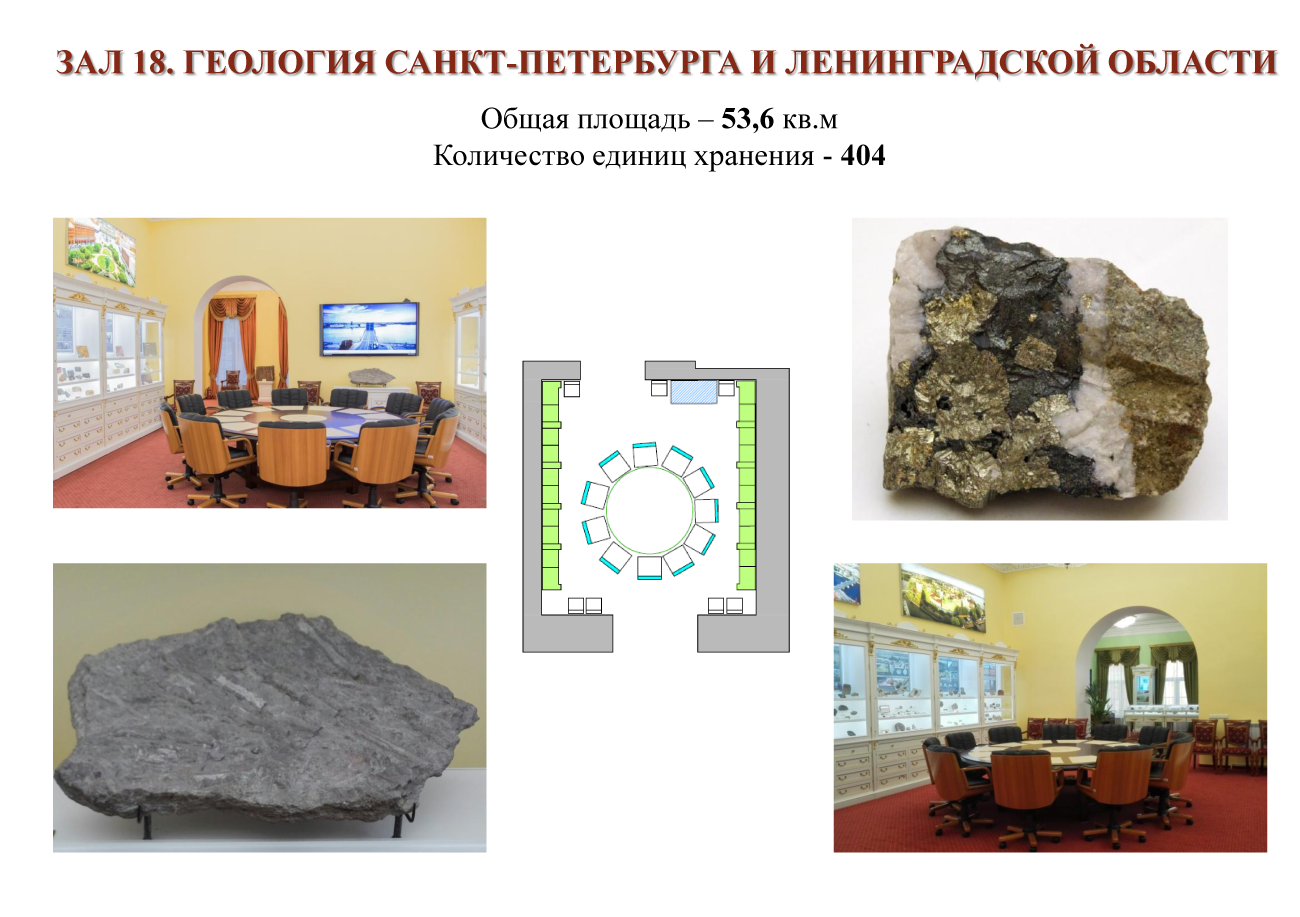 ЗАЛ 18. ГЕОЛОГИЯ САНКТ-ПЕТЕРБУРГА И ЛЕНИНГРАДСКОЙ ОБЛАСТИ
Общая площадь – 53,6 кв.м
Количество единиц хранения - 404